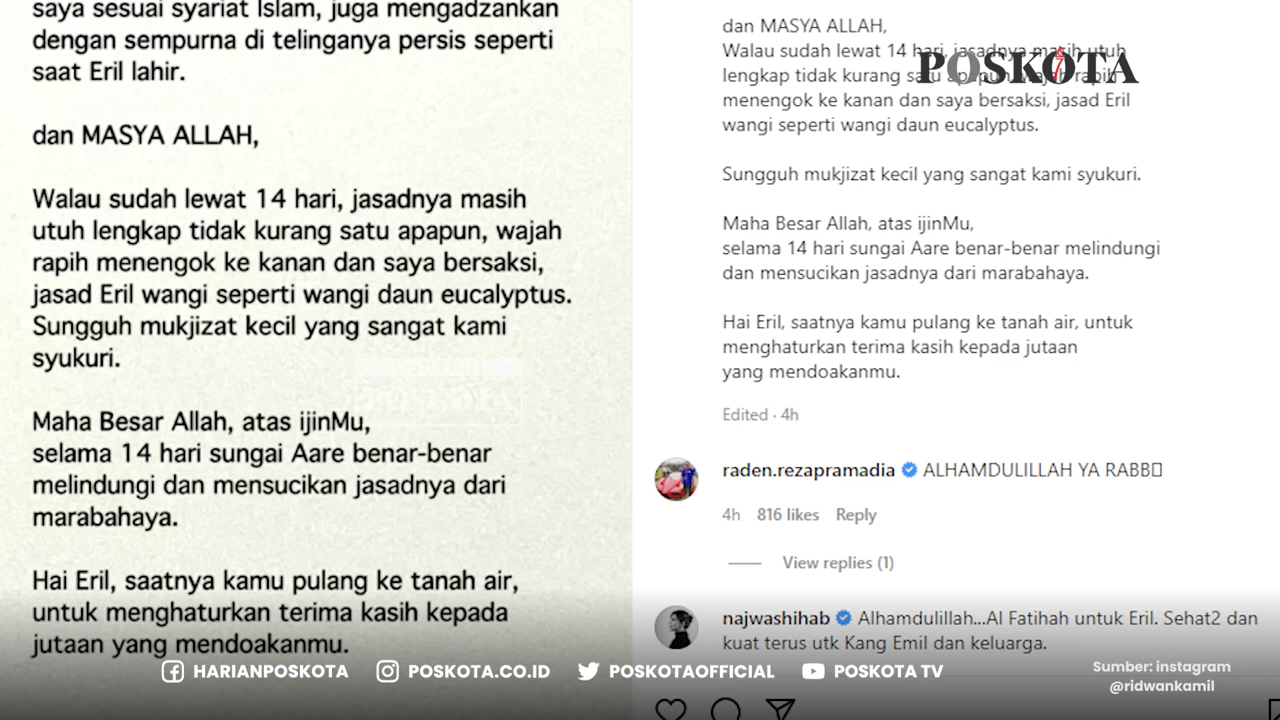 saya sesuai syariat Islam, juga mengadzankan
dengan sempurna di telinganya persis seperti
saat Eril lahir.
dan MASYA ALLAH,
Walau sudah lewat 14 hari, jasadnya masih
utuh lengkap tidak kurang satu apapun, wajah
rapih menengok ke kanan dan saya bersaksi,
jasad Eril wangi seperti wangi daun eucalyptus.
Sungguh mukjizat kecil yang sangat kami
syukuri.
Maha Besar Allah, atas ijinMu,
selama 14 hari sungai Aare benar-benar
melindungi dan mensucikan jasadnya dari
marabahaya.
Hai Eril, saatnya kamu pulang ke tanah air,
untuk menghaturkan terima kasih kepada
jutaan yang mendoakanmu.
dan MASYA ALLAH,
Walau sudah lewat 14 hari, jasadnya masih utuh
lengkap tidak kurang satu apapun, wajah rapih
menengok ke kanan dan saya bersaksi, jasad Eril
wangi seperti wangi daun eucalyptus.
Sungguh mukjizat kecil yang sangat kami syukuri.
Maha Besar Allah, atas ijinMu,
selama 14 hari sungai Aare benar-benar melindungi
dan mensucikan jasadnya dari marabahaya.
Hai Eril, saatnya kamu pulang ke tanah air, untuk
menghaturkan terima kasih kepada jutaan
yang mendoakanmu.
Edited · 4h
raden.rezapramadia ALHAMDULILLAH YA RABB
4h 816 likes Reply
View replies (1)
najwashihab Alhamdulillah...Al Fatihah untuk Eril. Sehat2 dan
kuat terus utk Kang Emil dan keluarga.
POSKOTA
HARIANPOSKOTA POSKOTA.CO.ID POSKOTAOFFICIAL POSKOTA TV
Sumber: instagram
@ridwankamil